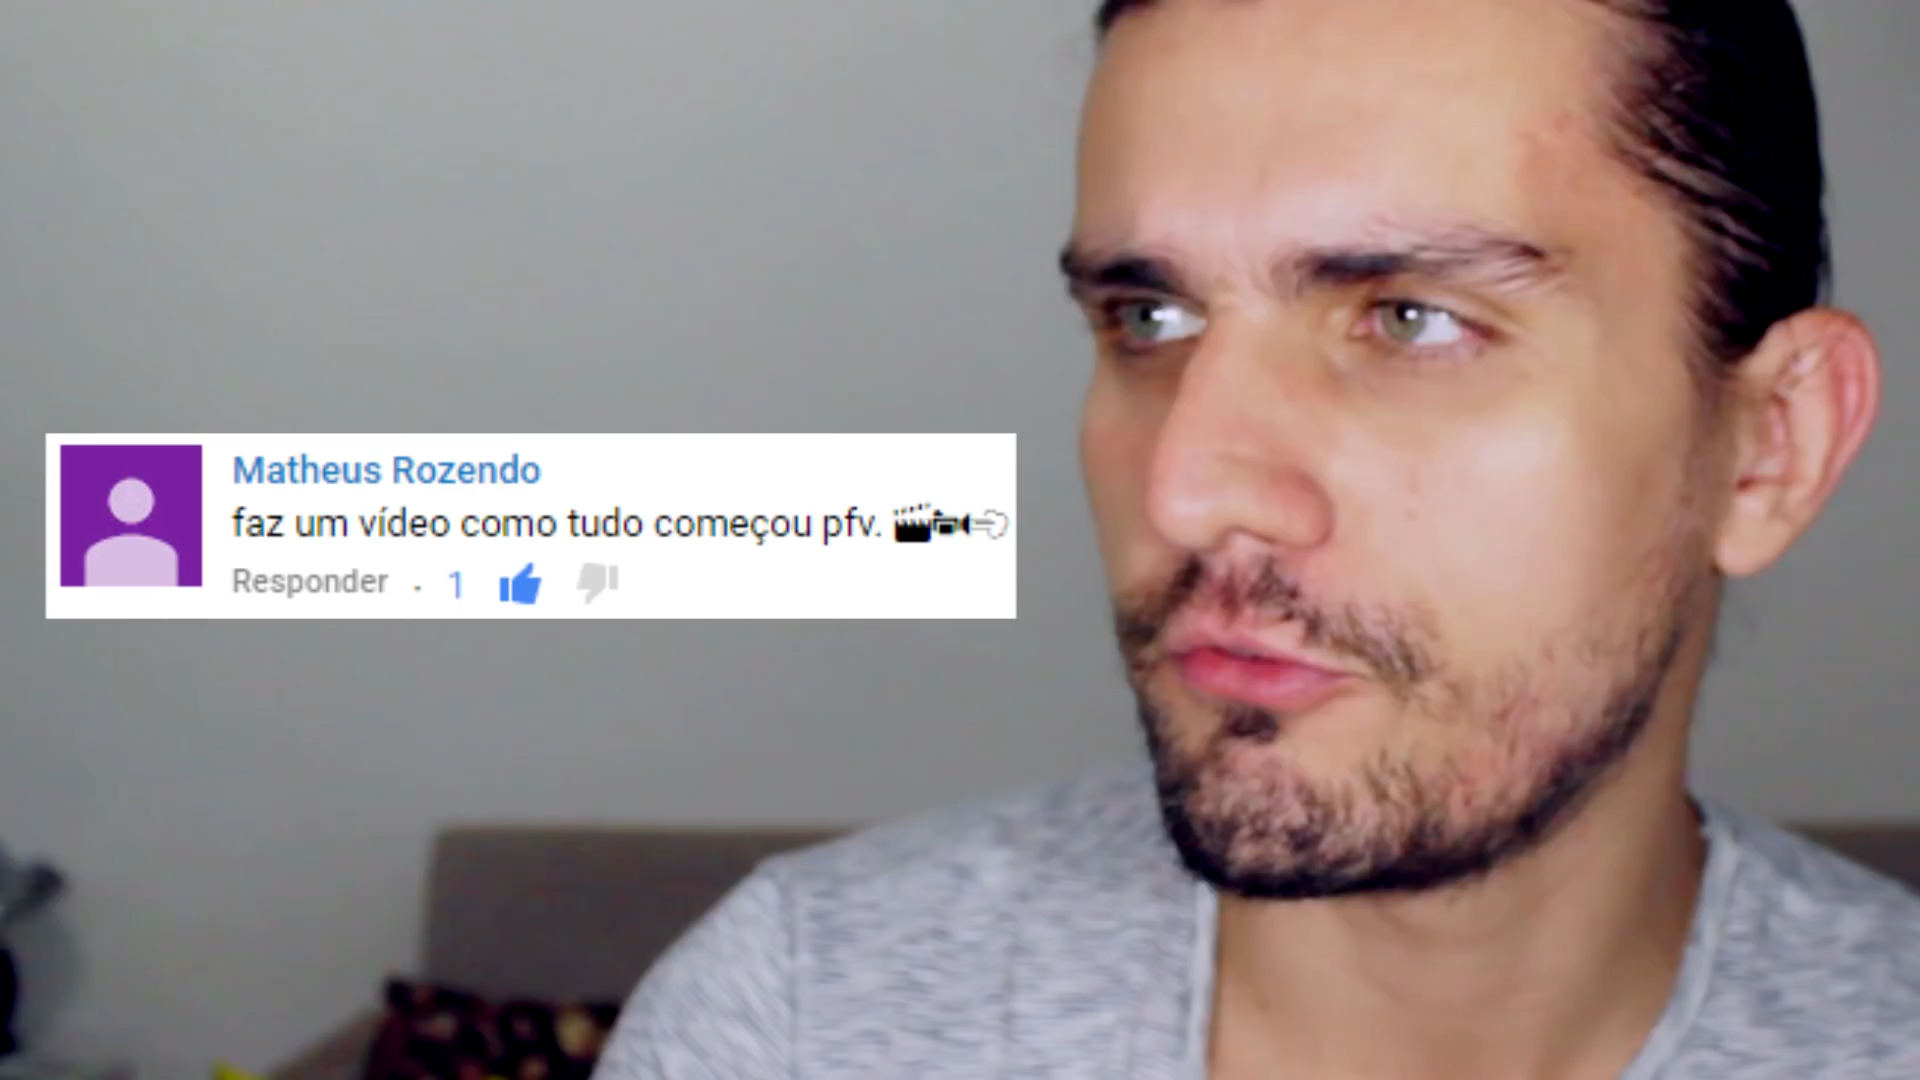 Matheus Rozendo
faz um vídeo como tudo começou pfv. 🎬🎥👈
Responder . 1